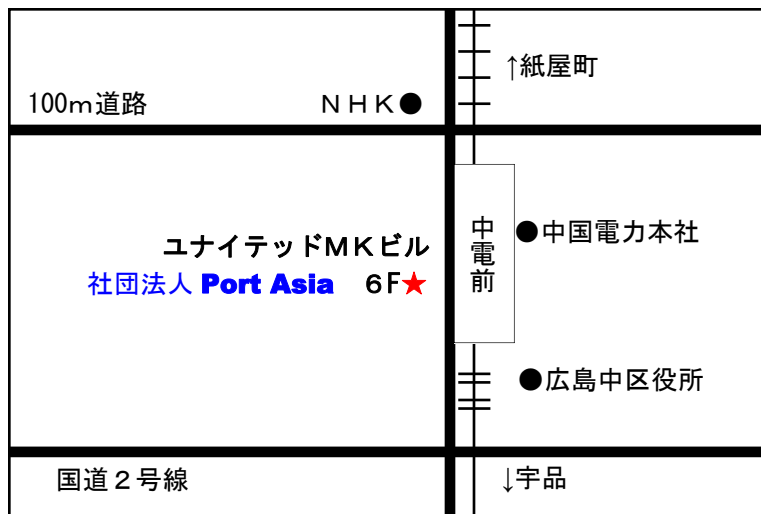 ↑紙屋町
100m道路 ＮＨＫ●
ユナイテッドＭＫビル
社団法人 Port Asia ６F★
中電前
●中国電力本社
●広島中区役所
国道２号線
↓宇品